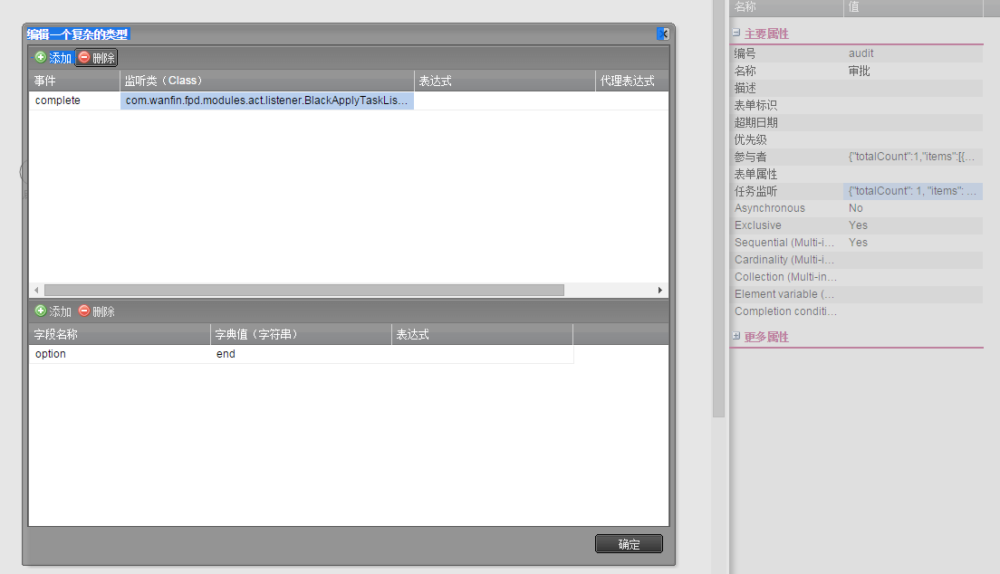 编辑一个复杂的类型
添加 删除
事件 监听类（Class） 表达式 代理表达式
complete com.wanfin.fpd.modules.act.listener.BlackApplyTaskLis...
添加 删除
字段名称 字典值（字符串） 表达式
option end
确定
名称 值
主要属性
编号 audit
名称 审批
描述
表单标识
超期日期
优先级
参与者 {"totalCount":1,"items":[{...
表单属性
任务监听 {"totalCount": 1, "items": ...
Asynchronous No
Exclusive Yes
Sequential (Multi-i... Yes
Cardinality (Multi-i...
Collection (Multi-in...
Element variable (...
Completion conditi...
更多属性